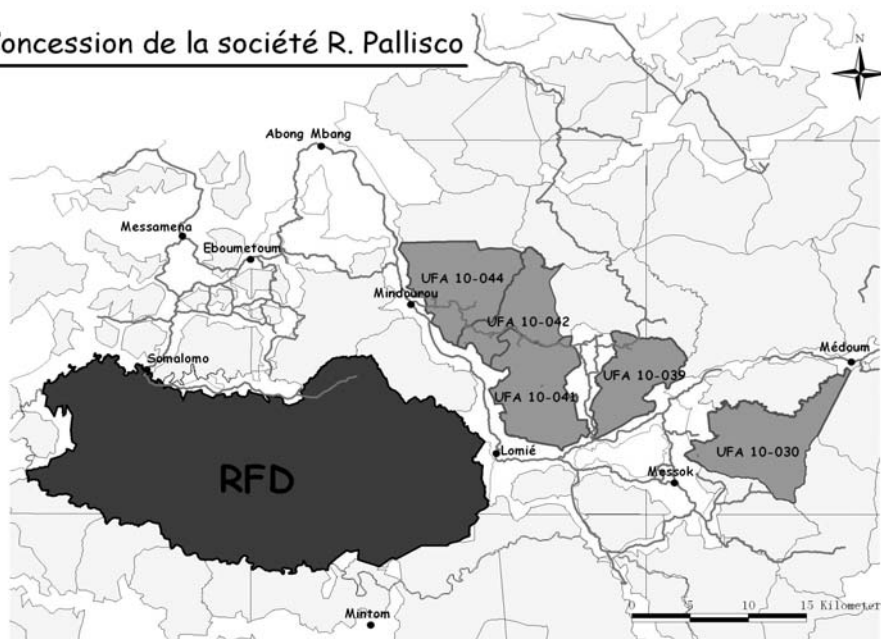 oncession de la société R. Pallisco
N
Abong Mbang
Messamena
Eboumetoum
UFA 10-044
Mindourou
UFA 10-042
Médoum
Somalomo
UFA 10-039
UFA 10-041
Lomié
UFA 10-030
RFD
Messok
0 5 10 15 Kilometer
Mintom